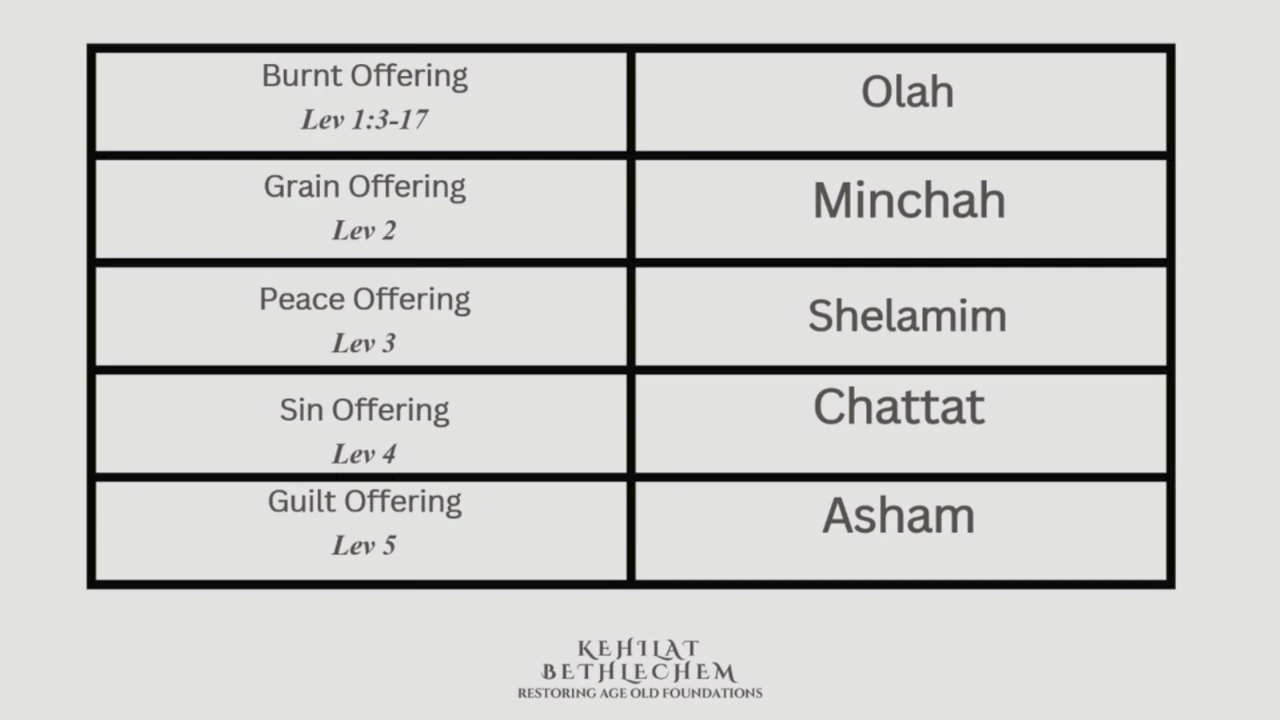 Burnt Offering
Lev 1:3-17
Olah
Grain Offering
Lev 2
Minchah
Peace Offering
Lev 3
Shelamim
Sin Offering
Lev 4
Chattat
Guilt Offering
Lev 5
Asham
KEHILAT
BETHLECHEM
RESTORING AGE OLD FOUNDATIONS